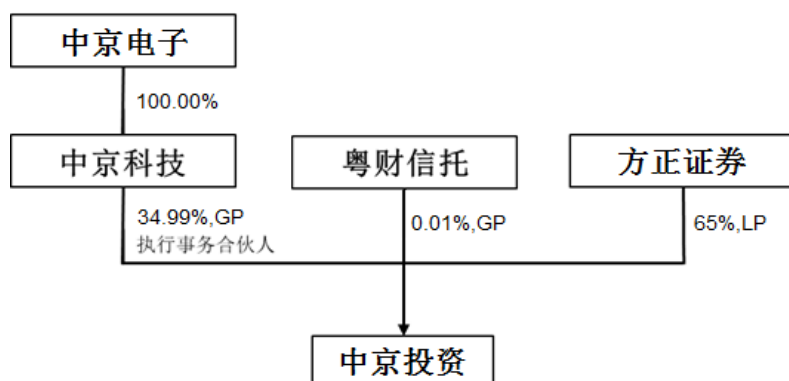 中京电子
100.00%
中京科技
粤财信托
方正证券
34.99%,GP
执行事务合伙人
0.01%,GP
65%,LP
中京投资